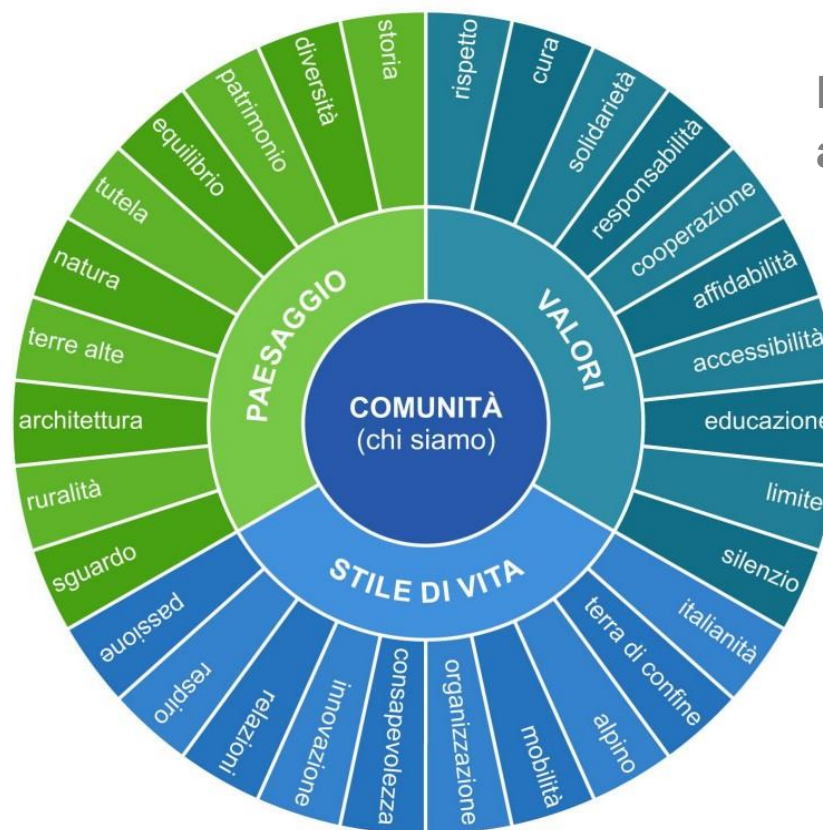 COMUNITÀ
(chi siamo)
PAESAGGIO
storia
diversità
patrimonio
equilibrio
tutela
natura
terre alte
architettura
ruralità
sguardo
VALORI
rispetto
cura
solidarietà
responsabilità
cooperazione
affidabilità
accessibilità
educazione
limite
silenzio
STILE DI VITA
italianità
terra di confine
alpino
mobilità
organizzazione
consapevolezza
innovazione
relazioni
respiro
passione